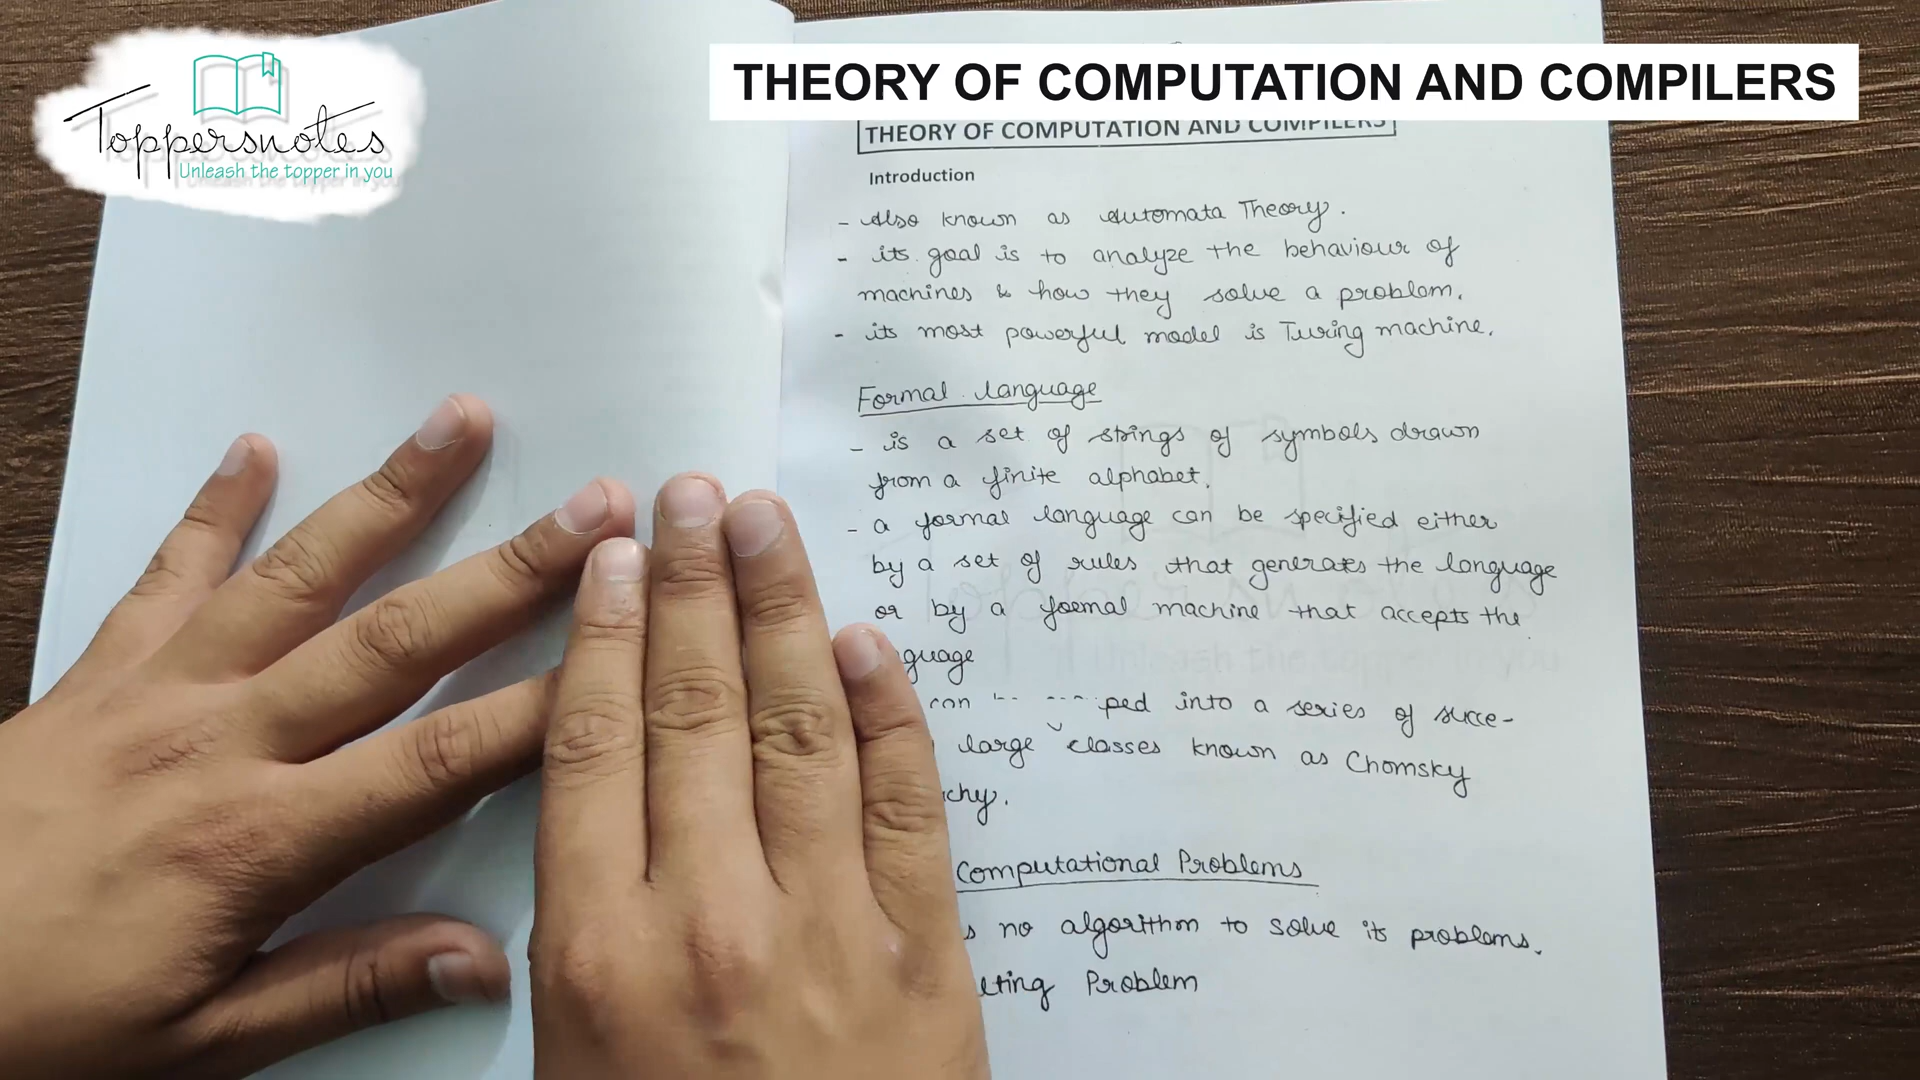 Toppersnotes
Unleash the topper in you
THEORY OF COMPUTATION AND COMPILERS
THEORY OF COMPUTATION AND COMPILERS
Introduction
- Also known as Automata Theory.
- its goal is to analyze the behaviour of
machines & how they solve a problem.
- its most powerful model is Turing machine.
Formal language
- is a set of strings of symbols drawn
from a finite alphabet.
- a formal language can be specified either
by a set of rules that generates the language
or by a formal machine that accepts the
guage
can ped into a series of succe-
large classes known as Chomsky
chy.
Computational Problems
s no algorithm to solve its problems.
lting Problem